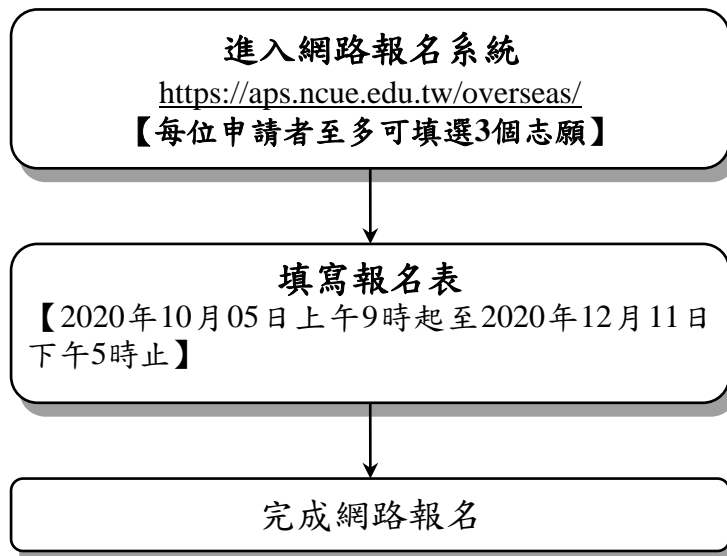 進入網路報名系統
https://aps.ncue.edu.tw/overseas/
【每位申請者至多可填選3個志願】
填寫報名表
【2020年10月05日上午9時起至2020年12月11日
下午5時止】
完成網路報名